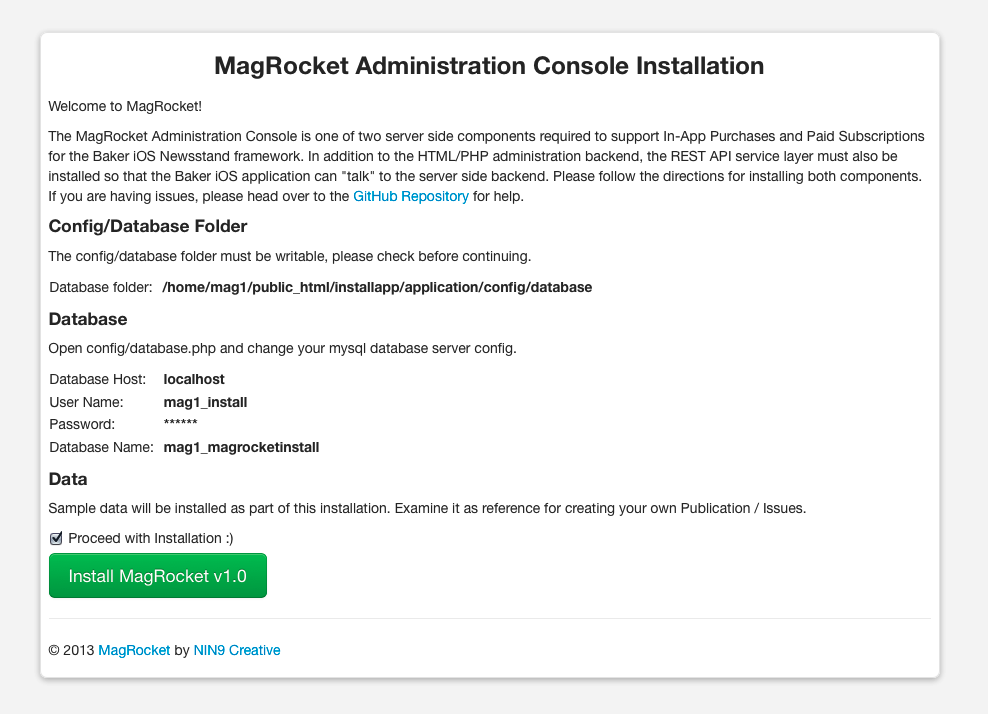 MagRocket Administration Console Installation
Welcome to MagRocket!
The MagRocket Administration Console is one of two server side components required to support In-App Purchases and Paid Subscriptions
for the Baker iOS Newsstand framework. In addition to the HTML/PHP administration backend, the REST API service layer must also be
installed so that the Baker iOS application can "talk" to the server side backend. Please follow the directions for installing both components.
If you are having issues, please head over to the GitHub Repository for help.
Config/Database Folder
The config/database folder must be writable, please check before continuing.
Database folder: /home/mag1/public_html/installapp/application/config/database
Database
Open config/database.php and change your mysql database server config.
Database Host: localhost
User Name: mag1_install
Password: ******
Database Name: mag1_magrocketinstall
Data
Sample data will be installed as part of this installation. Examine it as reference for creating your own Publication / Issues.
Proceed with Installation :)
Install MagRocket v1.0
© 2013 MagRocket by NIN9 Creative